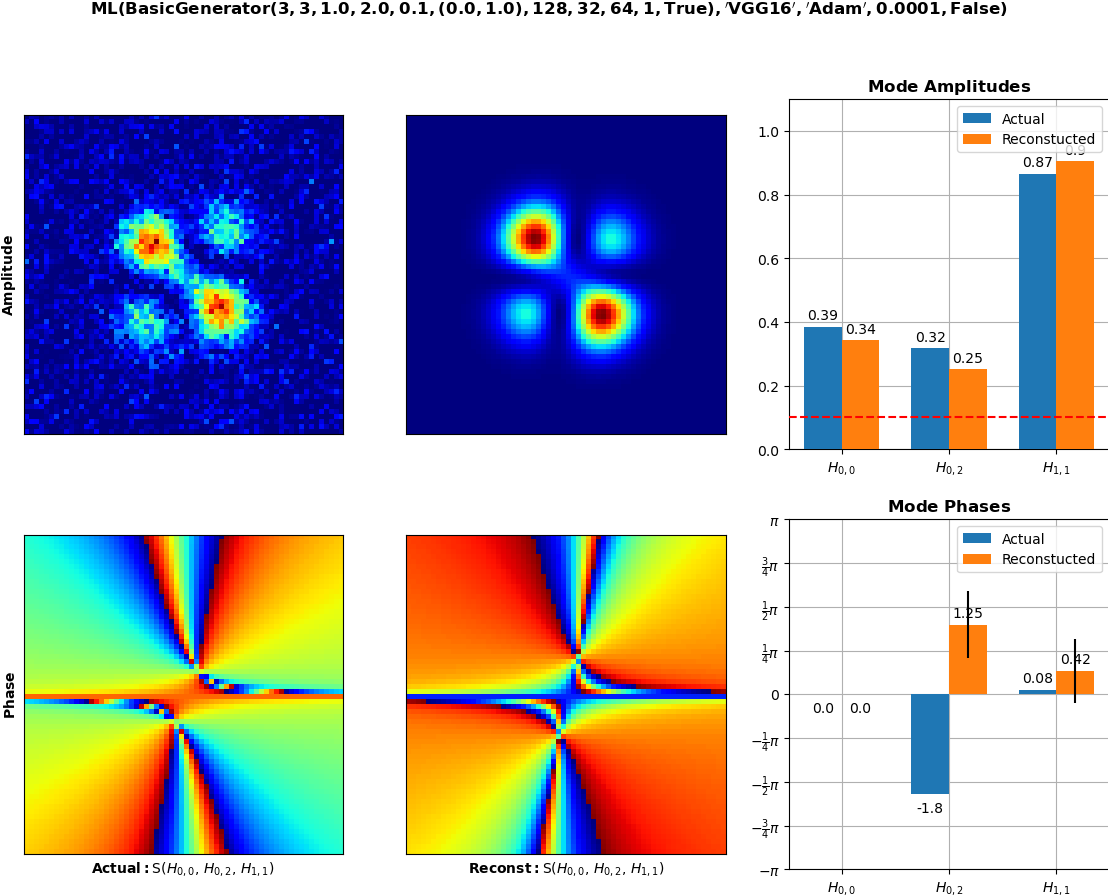 ML(BasicGenerator(3, 3, 1.0, 2.0, 0.1, (0.0, 1.0), 128, 32, 64, 1, True), ′VGG16′, ′Adam′, 0.0001, False)
Amplitude
Mode Amplitudes
Actual
Reconstucted
1.0
0.8
0.6
0.4
0.2
0.0
0.39
0.34
0.32
0.25
0.87
0.9
H0,0
H0,2
H1,1
Phase
Actual: S(H0,0, H0,2, H1,1)
Reconst: S(H0,0, H0,2, H1,1)
Mode Phases
Actual
Reconstucted
π
3/4π
1/2π
1/4π
0
−1/4π
−1/2π
−3/4π
−π
0.0
0.0
-1.8
1.25
0.08
0.42
H0,0
H0,2
H1,1